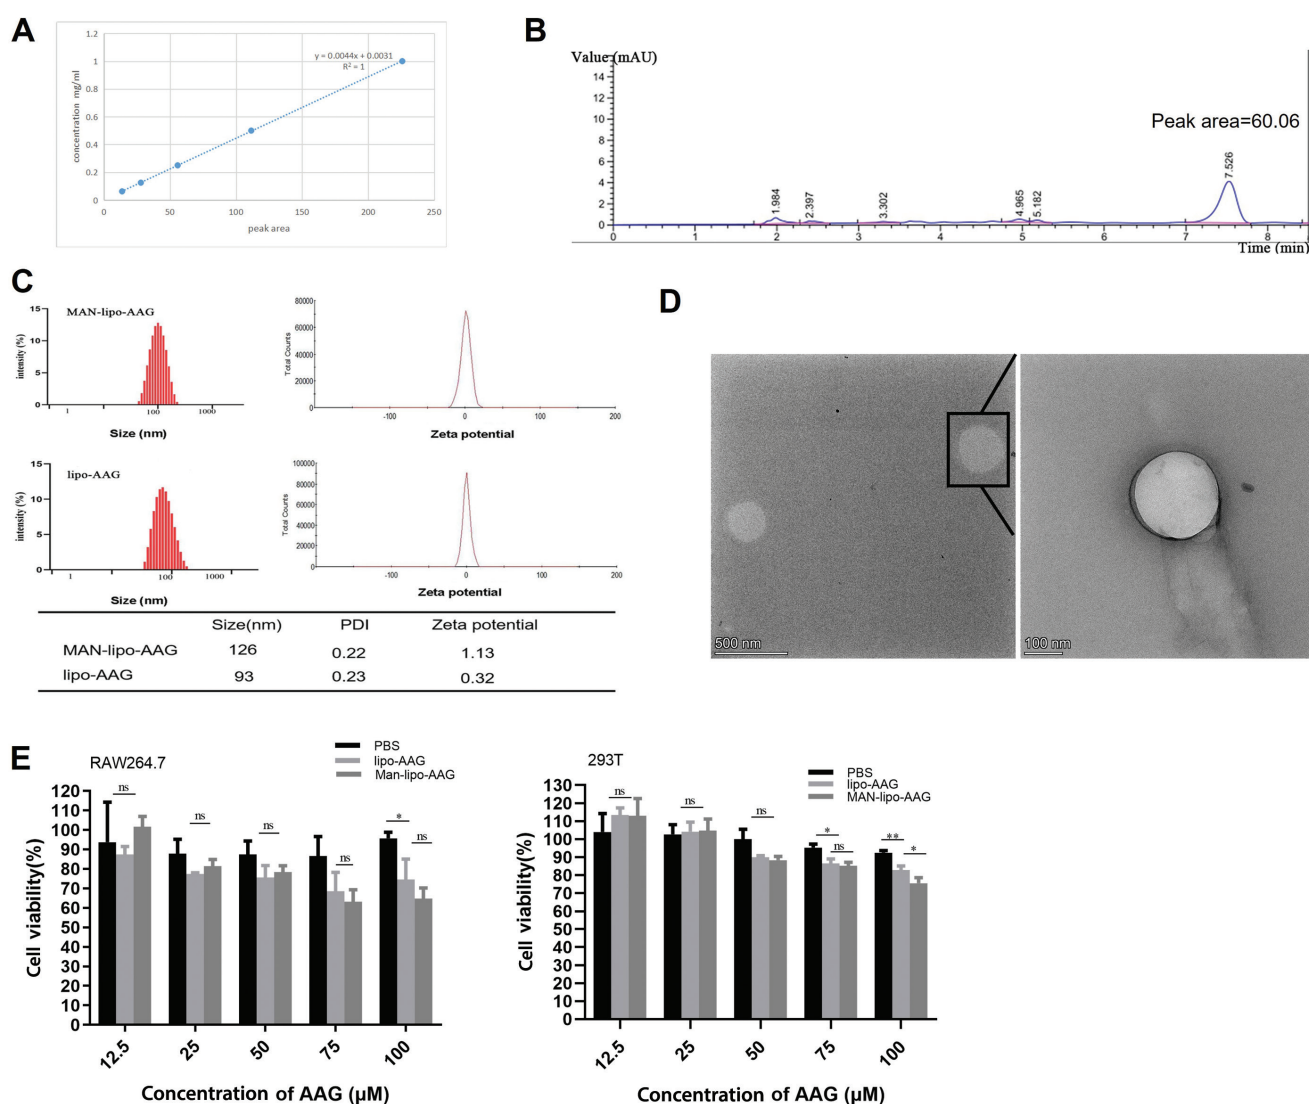 A
1.2
1
0.8
0.6
0.4
0.2
0
0 50 100 150 200 250
concentration mg/ml
peak area
y = 0.0044x + 0.0031
R² = 1
B
Value (mAU)
14
12
10
8
6
4
2
0
Peak area=60.06
1.984
2.397
3.302
4.965
5.182
7.526
0 1 2 3 4 5 6 7 8
Time (min)
C
MAN-lipo-AAG
15
10
5
0
intensity (%)
1 100 1000
Size (nm)
80000
60000
40000
20000
0
Total Counts
-100 0 100 200
Zeta potential
lipo-AAG
15
10
5
0
intensity (%)
1 100 1000
Size (nm)
100000
80000
60000
40000
20000
0
Total Counts
-100 0 100 200
Zeta potential
Size(nm) PDI Zeta potential
MAN-lipo-AAG 126 0.22 1.13
lipo-AAG 93 0.23 0.32
D
500 nm
100 nm
E
RAW264.7
PBS
lipo-AAG
Man-lipo-AAG
120
110
100
90
80
70
60
50
40
30
20
10
0
Cell viability(%)
ns
ns
ns
ns
*
ns
12.5 25 50 75 100
Concentration of AAG (µM)
293T
PBS
lipo-AAG
MAN-lipo-AAG
130
120
110
100
90
80
70
60
50
40
30
20
10
0
Cell viability(%)
ns
ns
ns
*
ns
**
*
12.5 25 50 75 100
Concentration of AAG (µM)